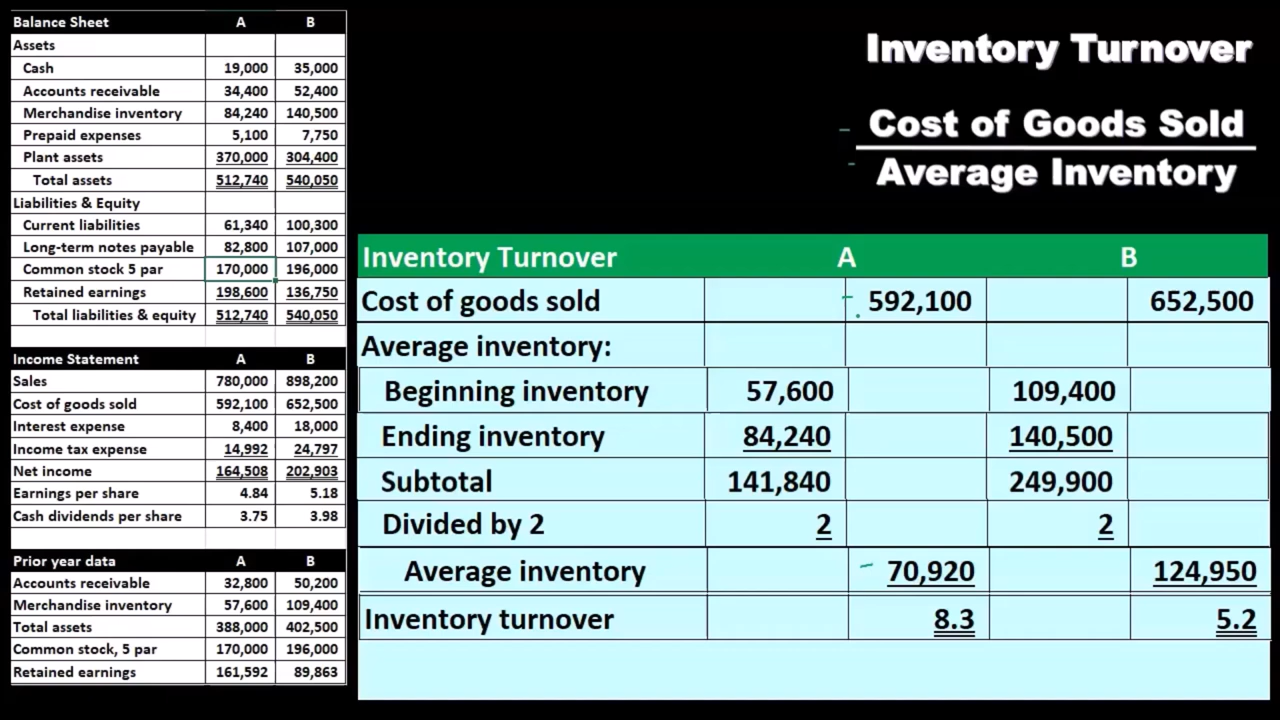 Balance Sheet A B
Assets
Cash 19,000 35,000
Accounts receivable 34,400 52,400
Merchandise inventory 84,240 140,500
Prepaid expenses 5,100 7,750
Plant assets 370,000 304,400
Total assets 512,740 540,050
Liabilities & Equity
Current liabilities 61,340 100,300
Long-term notes payable 82,800 107,000
Common stock 5 par 170,000 196,000
Retained earnings 198,600 136,750
Total liabilities & equity 512,740 540,050
Income Statement A B
Sales 780,000 898,200
Cost of goods sold 592,100 652,500
Interest expense 8,400 18,000
Income tax expense 14,992 24,797
Net income 164,508 202,903
Earnings per share 4.84 5.18
Cash dividends per share 3.75 3.98
Prior year data A B
Accounts receivable 32,800 50,200
Merchandise inventory 57,600 109,400
Total assets 388,000 402,500
Common stock, 5 par 170,000 196,000
Retained earnings 161,592 89,863
Inventory Turnover
Cost of Goods Sold
Average Inventory
Inventory Turnover A B
Cost of goods sold 592,100 652,500
Average inventory:
Beginning inventory 57,600 109,400
Ending inventory 84,240 140,500
Subtotal 141,840 249,900
Divided by 2 2 2
Average inventory 70,920 124,950
Inventory turnover 8.3 5.2